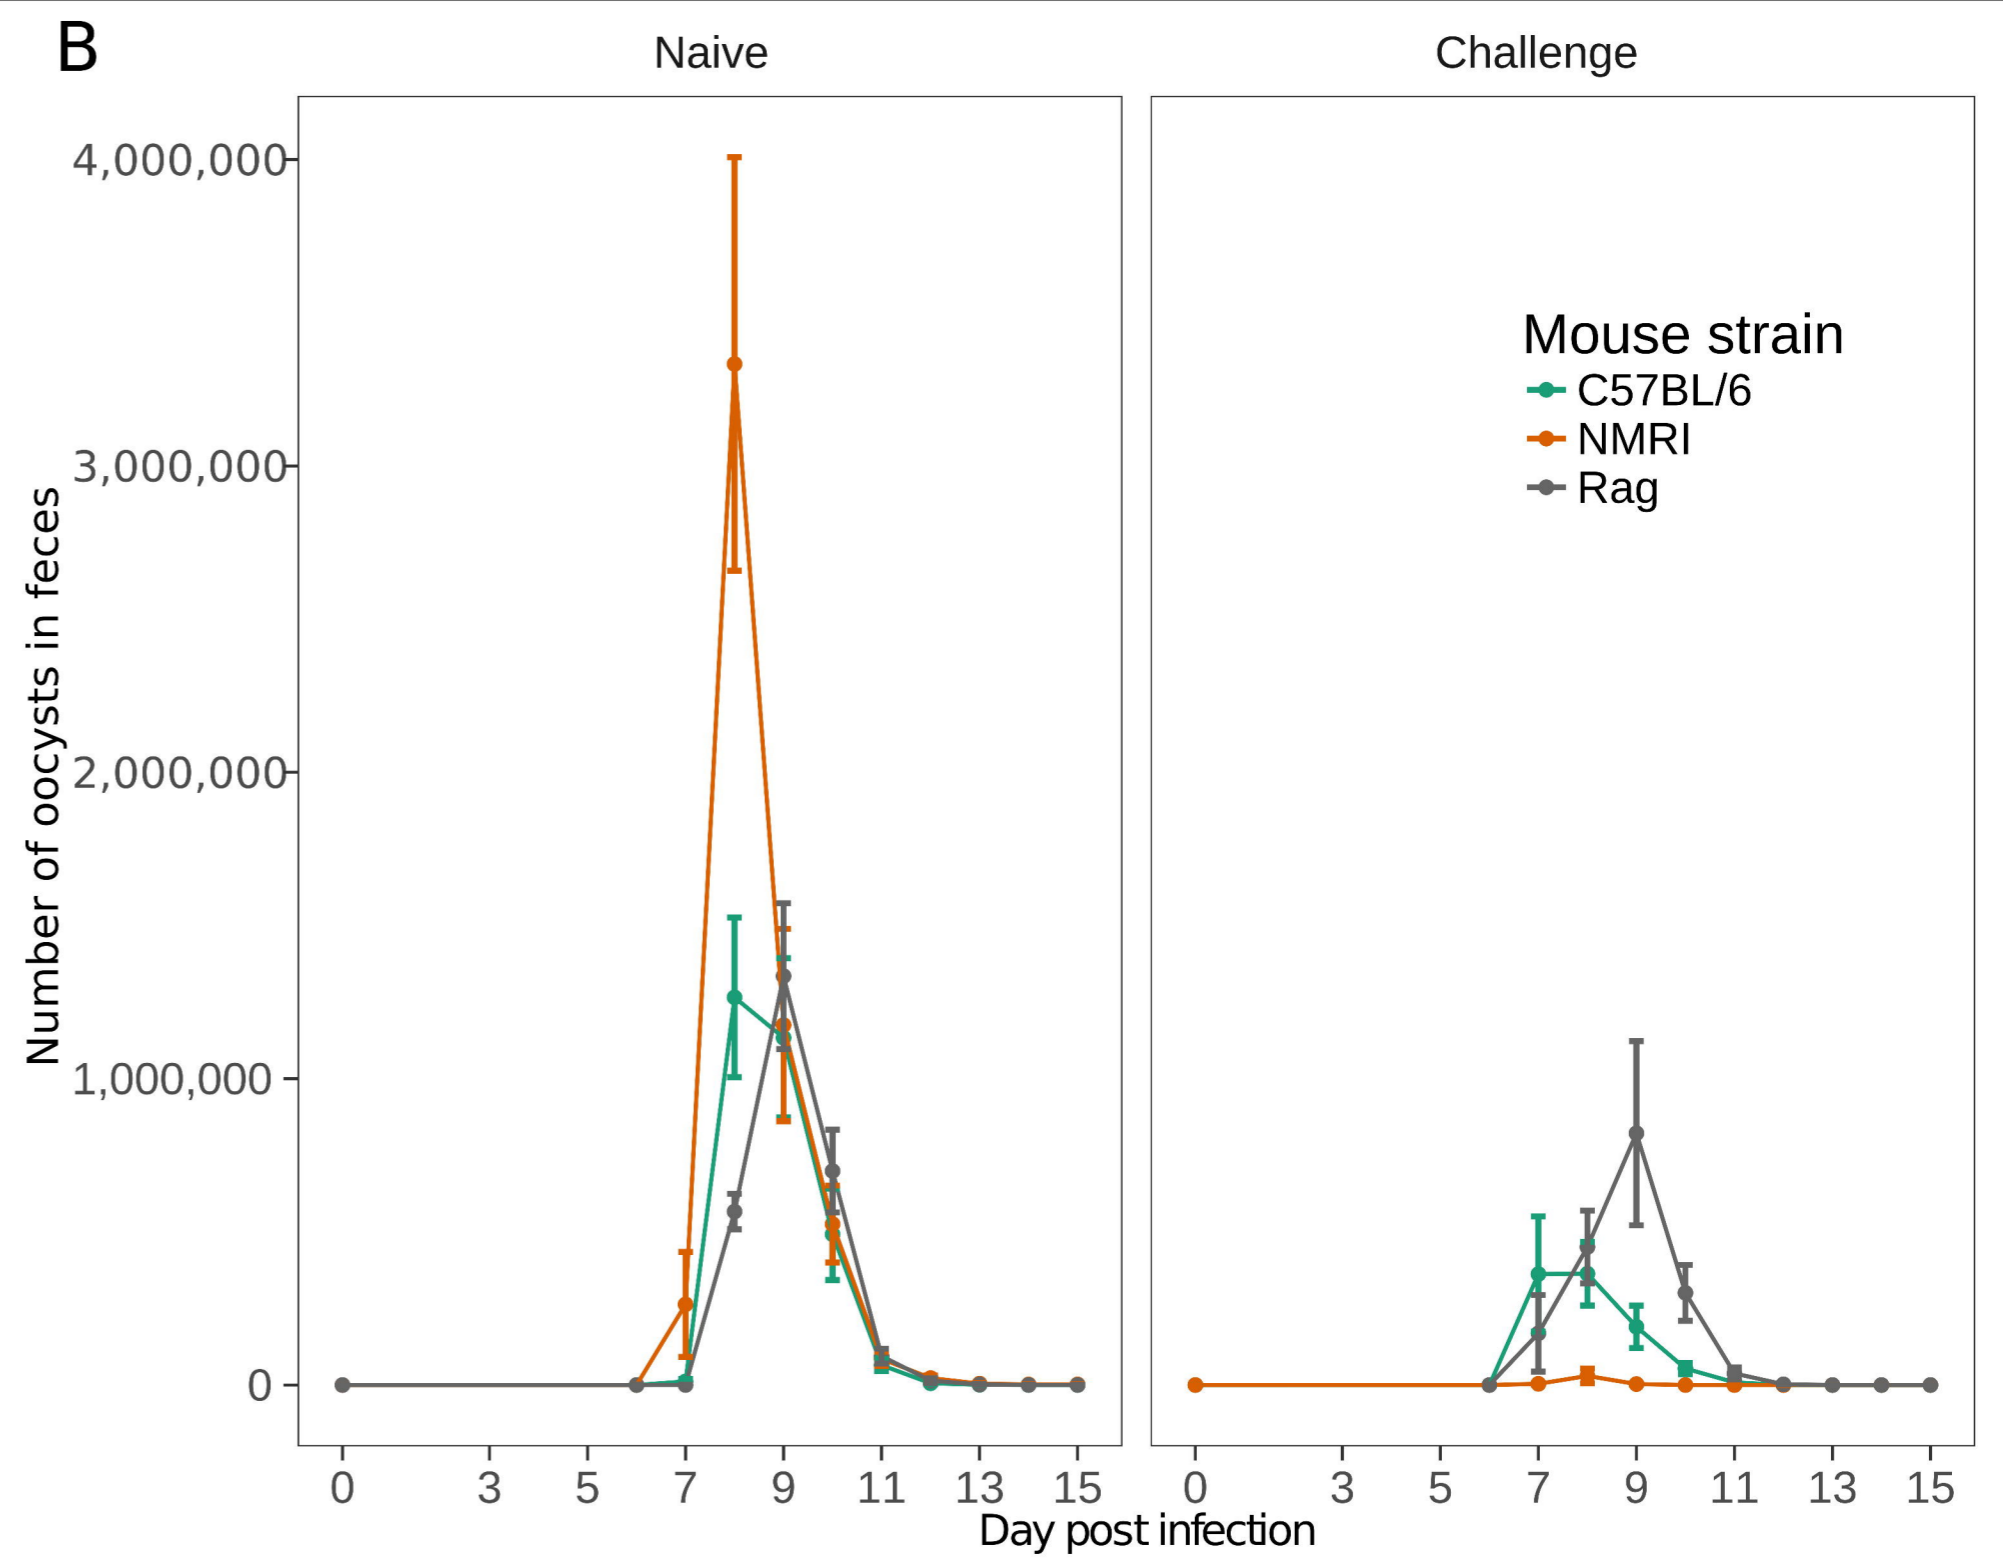 B
Naive
Challenge
Number of oocysts in feces
4,000,000
3,000,000
2,000,000
1,000,000
0
Mouse strain
C57BL/6
NMRI
Rag
0 3 5 7 9 11 13 15
0 3 5 7 9 11 13 15
Day post infection